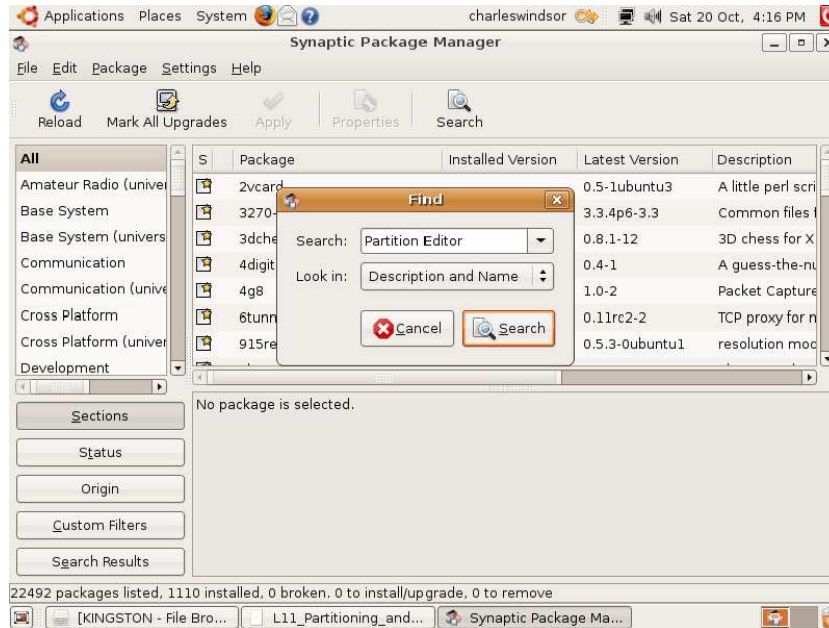 Applications Places System charleswindsor Sat 20 Oct, 4:16 PM
Synaptic Package Manager
File Edit Package Settings Help
Reload Mark All Upgrades Apply Properties Search
All
Amateur Radio (univer
Base System
Base System (univers
Communication
Communication (unive
Cross Platform
Cross Platform (univer
Development
S Package Installed Version Latest Version Description
2vcard 0.5-1ubuntu3 A little perl scri
3270- 3.3.4p6-3.3 Common files f
3dche 0.8.1-12 3D chess for X
4digit 0.4-1 A guess-the-nu
4g8 1.0-2 Packet Capture
6tunn 0.11rc2-2 TCP proxy for n
915re 0.5.3-0ubuntu1 resolution mod
Find
Search: Partition Editor
Look in: Description and Name
Cancel Search
No package is selected.
Sections
Status
Origin
Custom Filters
Search Results
22492 packages listed, 1110 installed, 0 broken. 0 to install/upgrade, 0 to remove
[KINGSTON - File Bro... L11_Partitioning_and... Synaptic Package Ma...